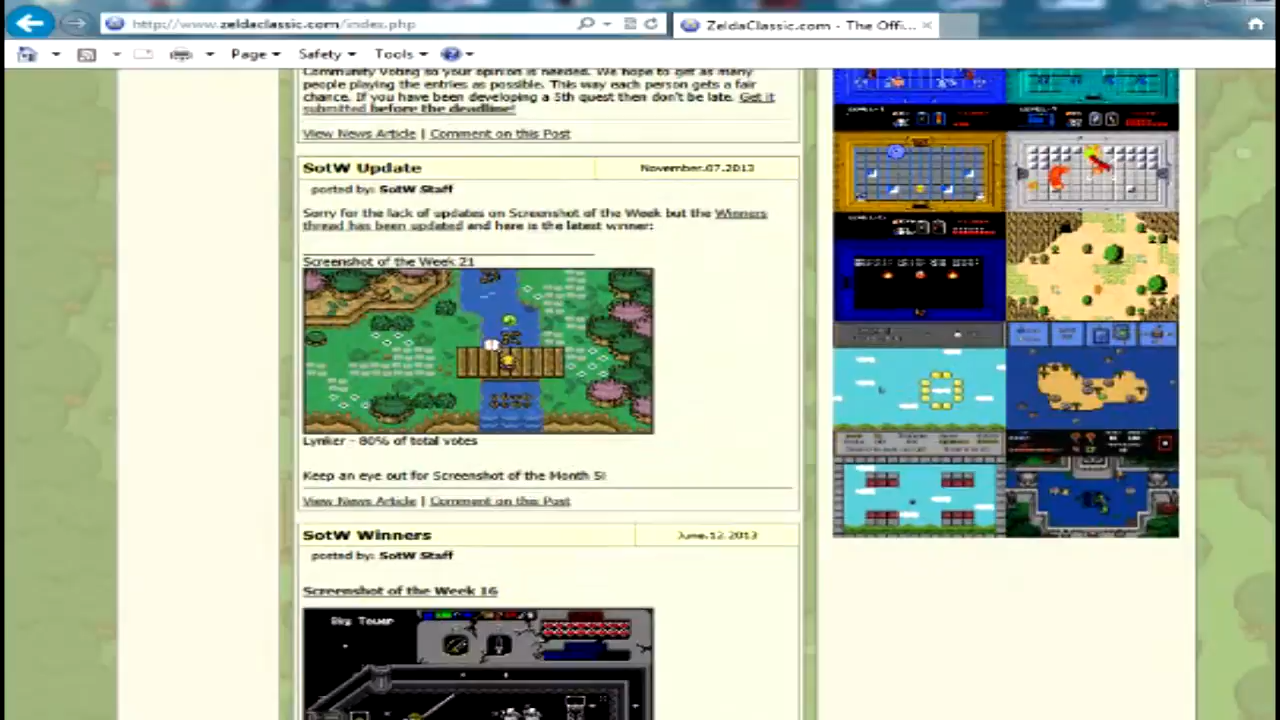 http://www.zeldaclassic.com/index.php
ZeldaClassic.com - The Offi...
Page
Safety
Tools
Community Voting so your opinion is needed. We hope to get as many
people playing the entries as possible. This way each person gets a fair
chance. If you have been developing a 5th quest then don't be late. Get it
submitted before the deadline!
View News Article | Comment on this Post
SotW Update
November.07.2013
posted by: SotW Staff
Sorry for the lack of updates on Screenshot of the Week but the Winners
thread has been updated and here is the latest winner:
Screenshot of the Week 21
Lynker - 80% of total votes
Keep an eye out for Screenshot of the Month 5!
View News Article | Comment on this Post
SotW Winners
June.12.2013
posted by: SotW Staff
Screenshot of the Week 16
Sky Tower